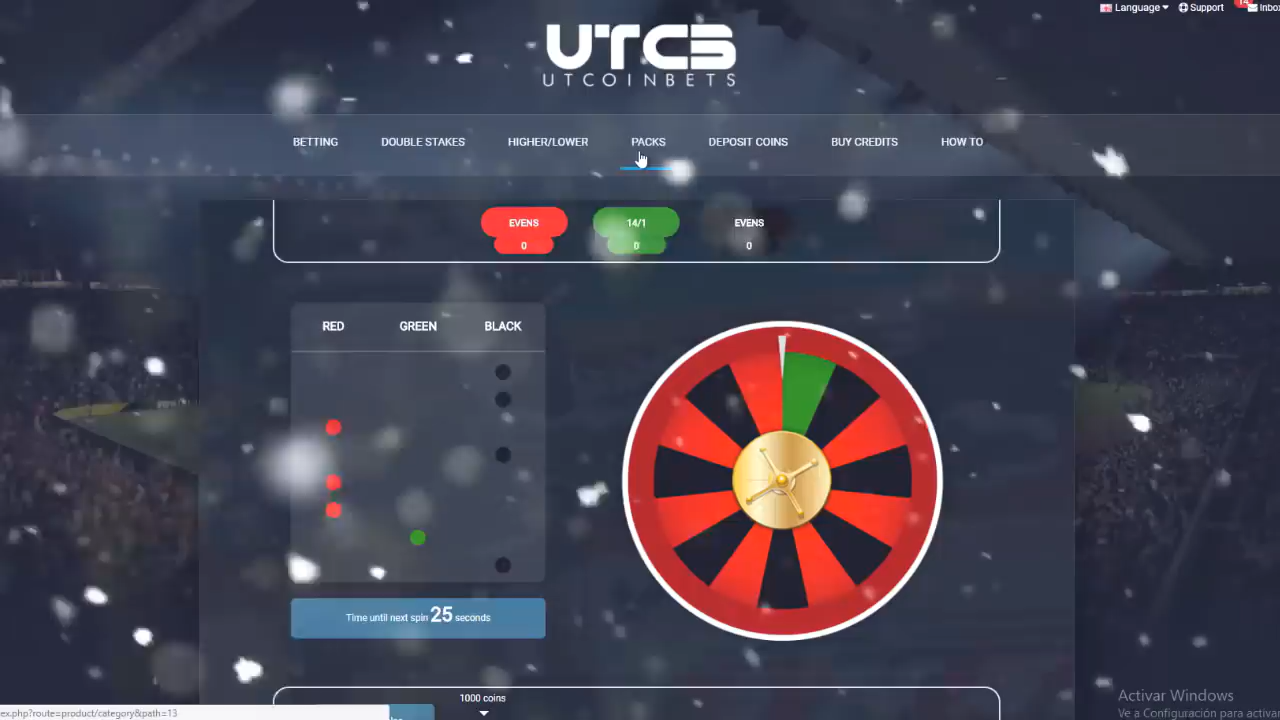 Language
Support
14
Inbox
UTCB
UTCOINBETS
BETTING
DOUBLE STAKES
HIGHER/LOWER
PACKS
DEPOSIT COINS
BUY CREDITS
HOW TO
EVENS
14/1
EVENS
0
0
0
RED
GREEN
BLACK
Time until next spin 25 seconds
1000 coins
ex.php?route=product/category&path=13
Activar Windows
Ve a Configuración para activar